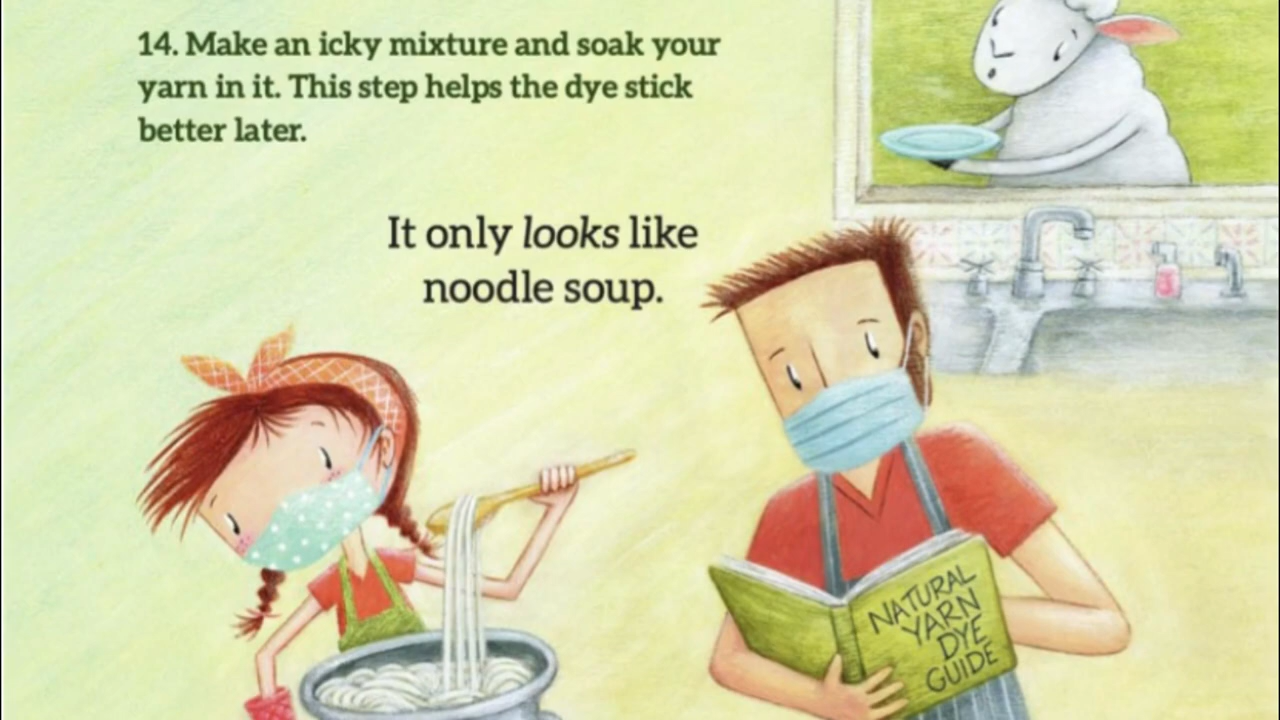 14. Make an icky mixture and soak your
yarn in it. This step helps the dye stick
better later.
It only looks like
noodle soup.
NATURAL
YARN
DYE
GUIDE